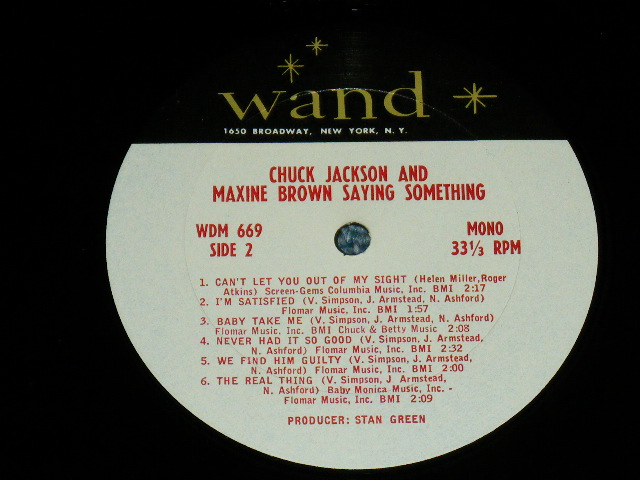 wand
1650 BROADWAY, NEW YORK, N. Y.
CHUCK JACKSON AND
MAXINE BROWN SAYING SOMETHING
WDM 669
SIDE 2
MONO
33⅓ RPM
1. CAN'T LET YOU OUT OF MY SIGHT (Helen Miller, Roger
Atkins) Screen-Gems Columbia Music, Inc. BMI 2:17
2. I'M SATISFIED (V. Simpson, J. Armstead, N. Ashford)
Flomar Music, Inc. BMI 1:57
3. BABY TAKE ME (V. Simpson, J. Armstead, N. Ashford)
Flomar Music, Inc. BMI Chuck & Betty Music 2:08
4. NEVER HAD IT SO GOOD (V. Simpson, J. Armstead,
N. Ashford) Flomar Music, Inc. BMI 2:32
5. WE FIND HIM GUILTY (V. Simpson, J. Armstead,
N. Ashford) Flomar Music, Inc. BMI 2:00
6. THE REAL THING (V. Simpson, J Armstead,
N. Ashford) Baby Monica Music, Inc. -
Flomar Music, Inc. BMI 2:09
PRODUCER: STAN GREEN